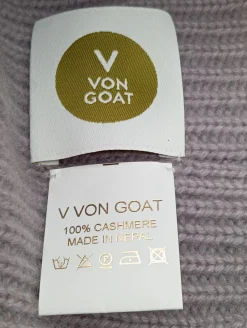 V
VON
GOAT
V VON GOAT
100% CASHMERE
MADE IN NEPAL